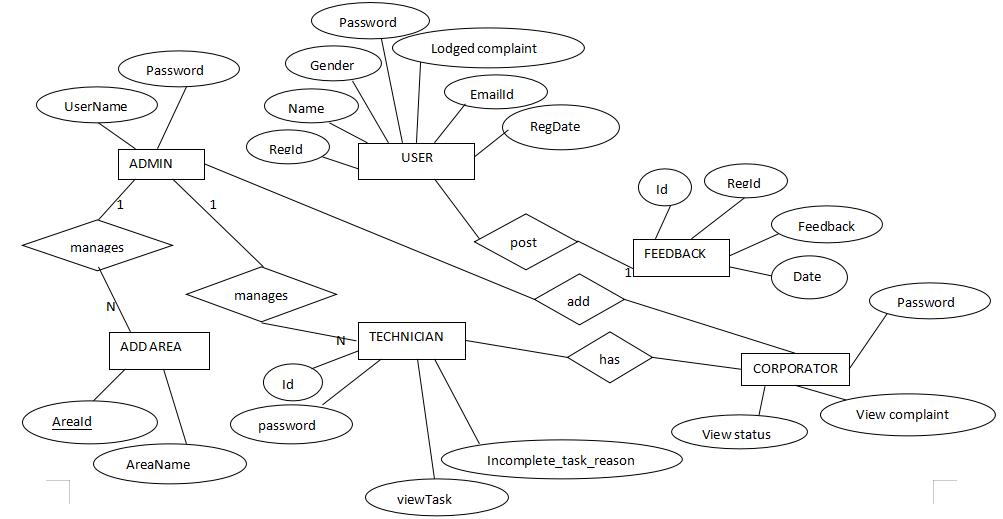 Password
Lodged complaint
Gender
Password
EmailId
UserName
Name
RegDate
RegId
USER
ADMIN
Id
RegId
1
1
Feedback
manages
post
FEEDBACK
1
Date
manages
add
Password
N
N
TECHNICIAN
ADD AREA
has
CORPORATOR
Id
AreaId
password
View complaint
View status
AreaName
Incomplete_task_reason
viewTask